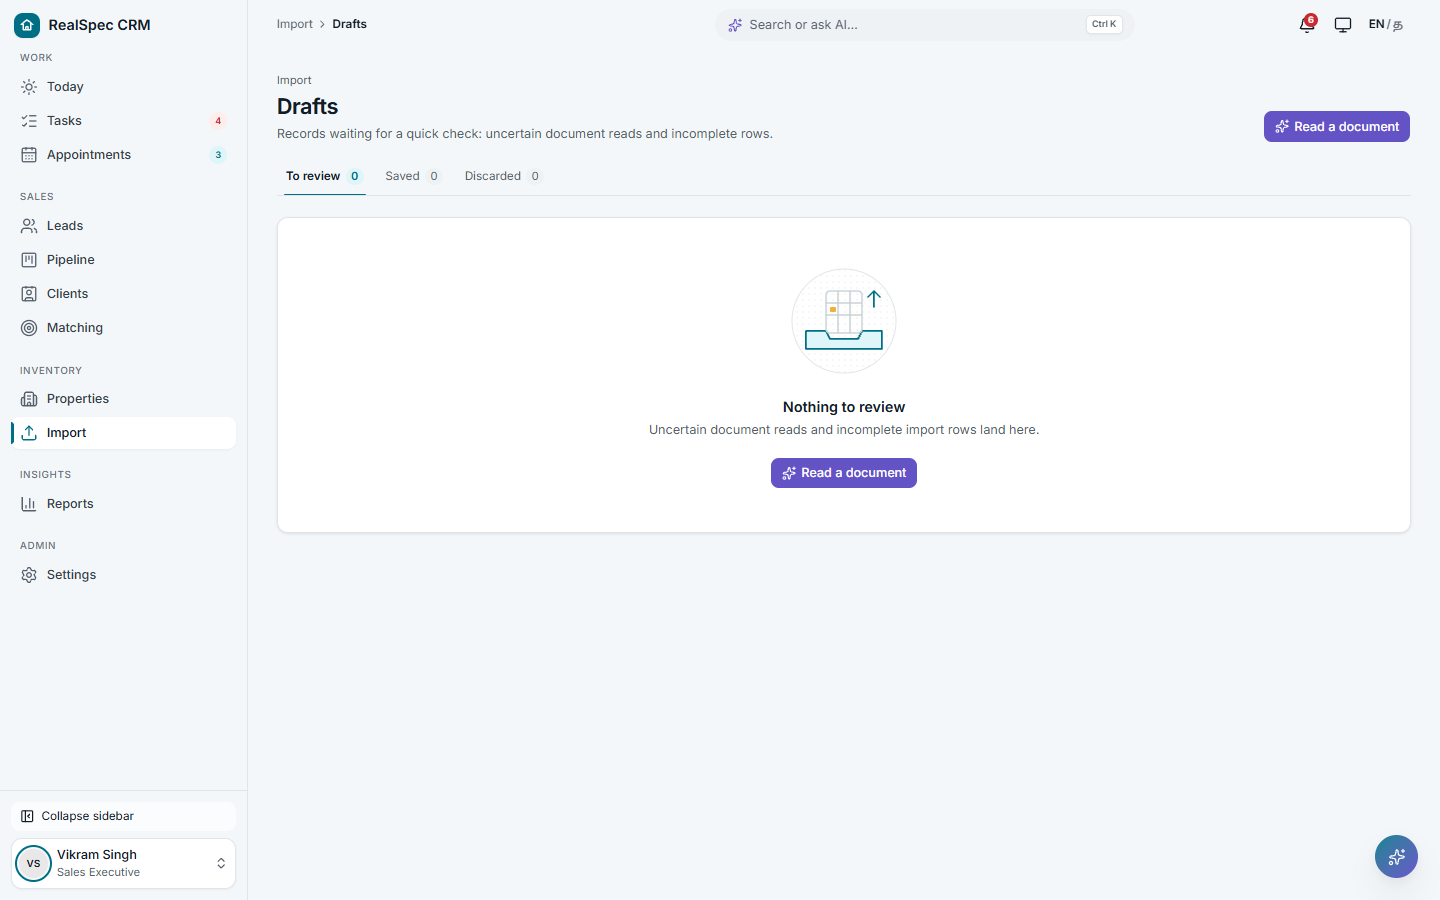 RealSpec CRM
WORK
Today
Tasks 4
Appointments 3
SALES
Leads
Pipeline
Clients
Matching
INVENTORY
Properties
Import
INSIGHTS
Reports
ADMIN
Settings
Collapse sidebar
VS
Vikram Singh
Sales Executive
Import > Drafts
Search or ask AI... Ctrl K
6
EN / த
Import
Drafts
Records waiting for a quick check: uncertain document reads and incomplete rows.
Read a document
To review 0 Saved 0 Discarded 0
Nothing to review
Uncertain document reads and incomplete import rows land here.
Read a document